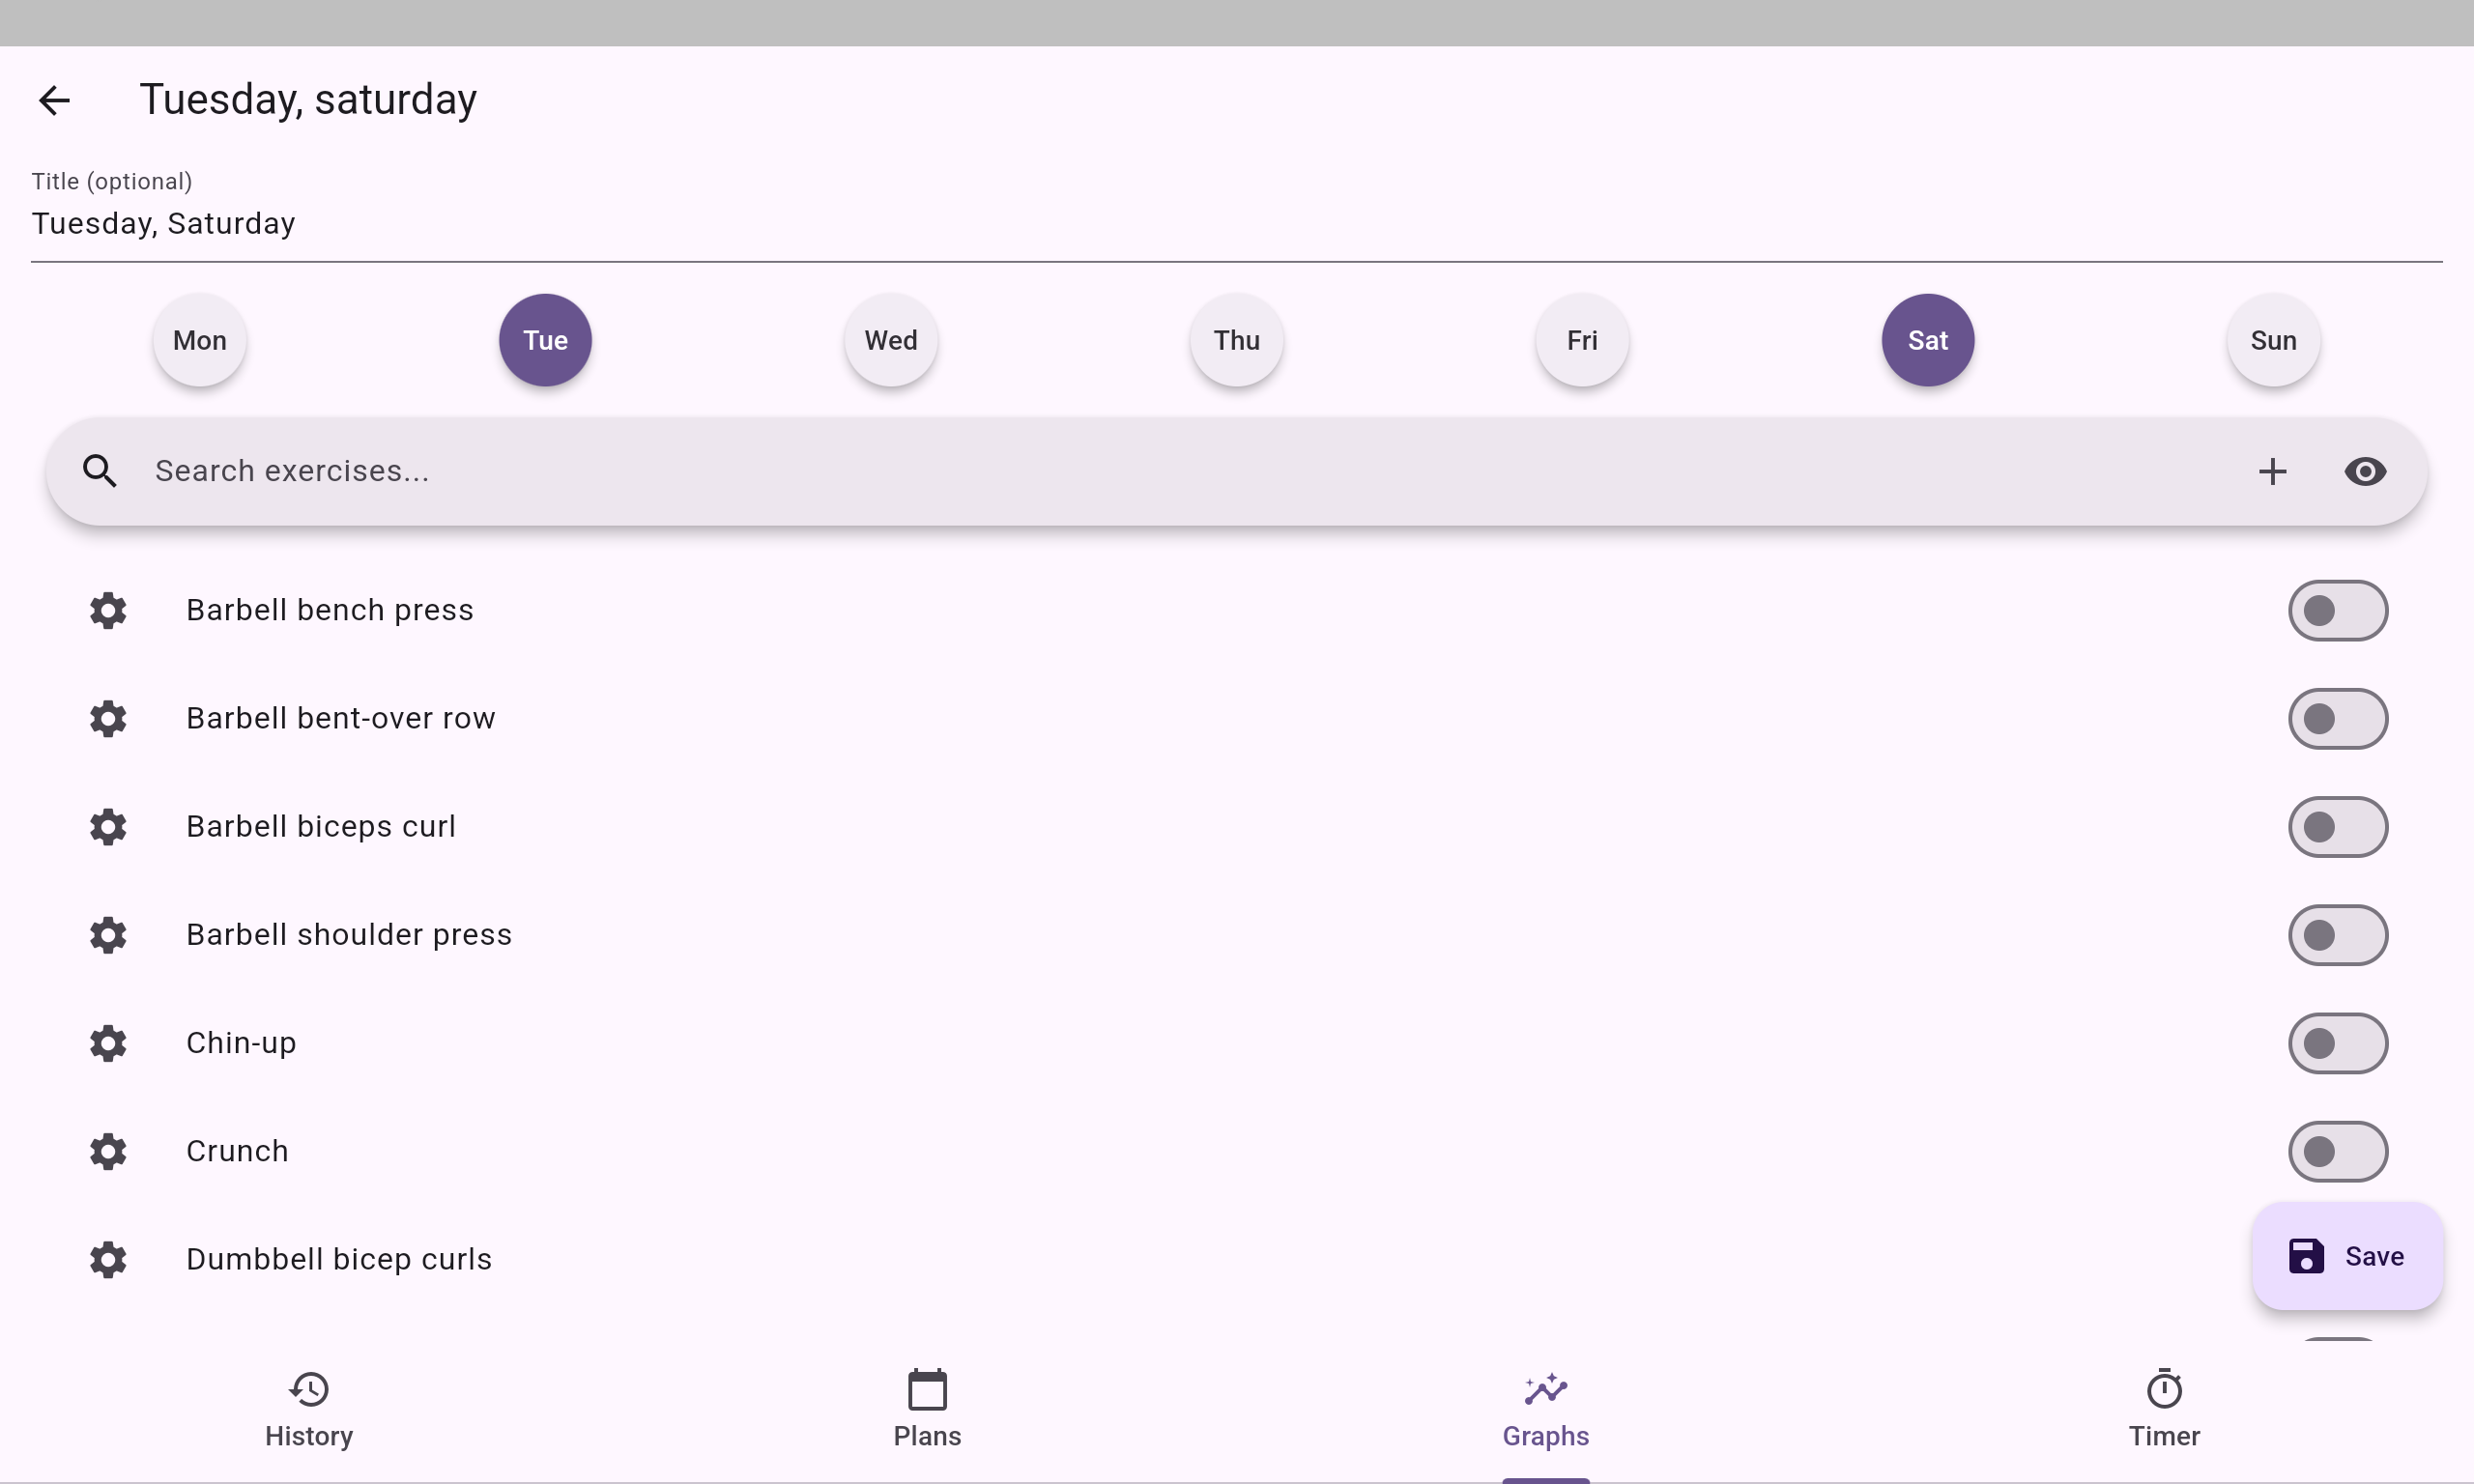 Tuesday, saturday
Title (optional)
Tuesday, Saturday
Mon Tue Wed Thu Fri Sat Sun
Search exercises...
Barbell bench press
Barbell bent-over row
Barbell biceps curl
Barbell shoulder press
Chin-up
Crunch
Dumbbell bicep curls
Save
History Plans Graphs Timer